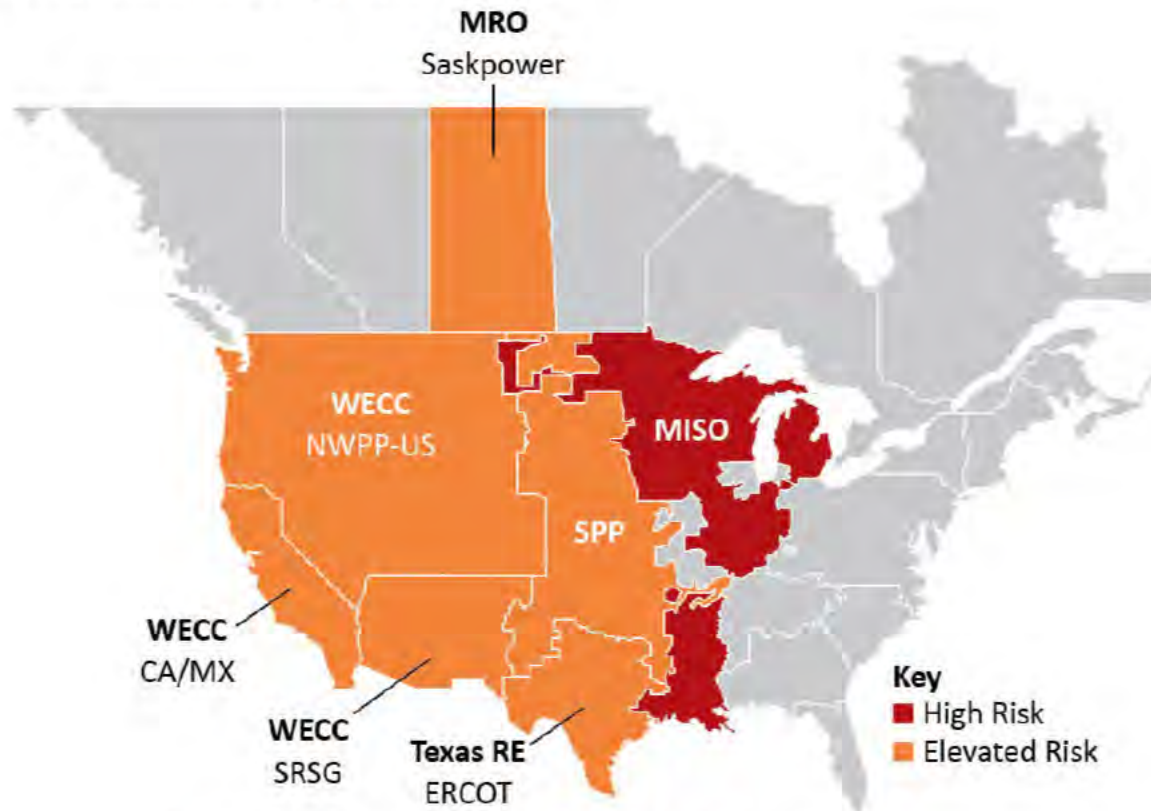 MRO
Saskpower
WECC
NWPP-US
MISO
SPP
WECC
CA/MX
WECC
SRSG
Texas RE
ERCOT
Key
High Risk
Elevated Risk